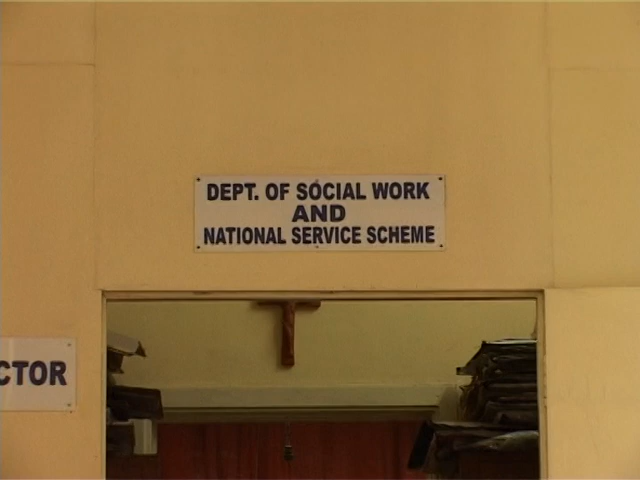 DEPT. OF SOCIAL WORK
AND
NATIONAL SERVICE SCHEME
CTOR